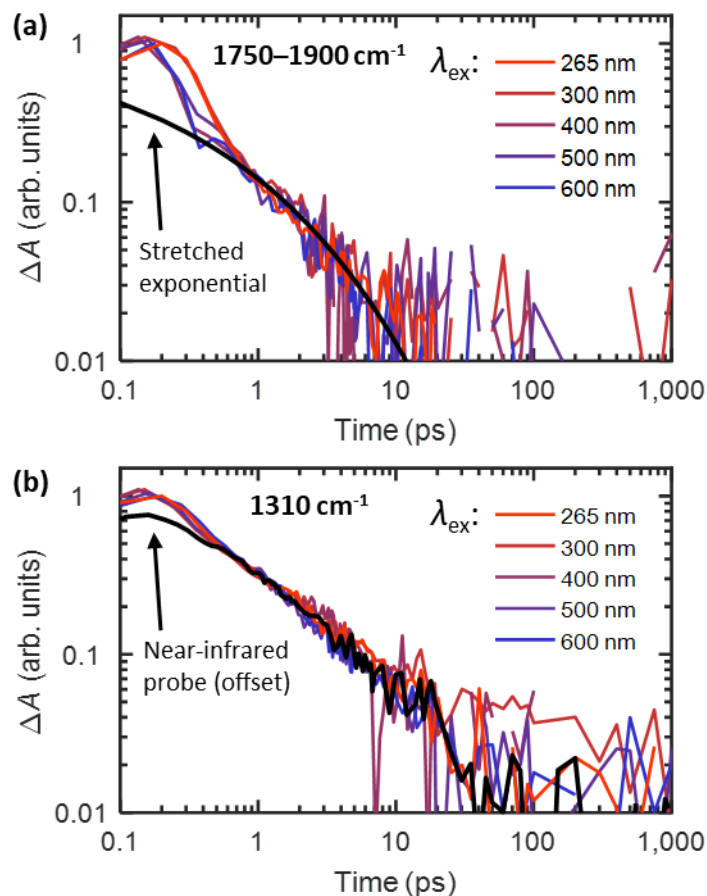 (a)
1750–1900 cm⁻¹
λex:
265 nm
300 nm
400 nm
500 nm
600 nm
Stretched
exponential
ΔA (arb. units)
1
0.1
0.01
0.1
1
10
100
1,000
Time (ps)
(b)
1310 cm⁻¹
λex:
265 nm
300 nm
400 nm
500 nm
600 nm
Near-infrared
probe (offset)
ΔA (arb. units)
1
0.1
0.01
0.1
1
10
100
1,000
Time (ps)